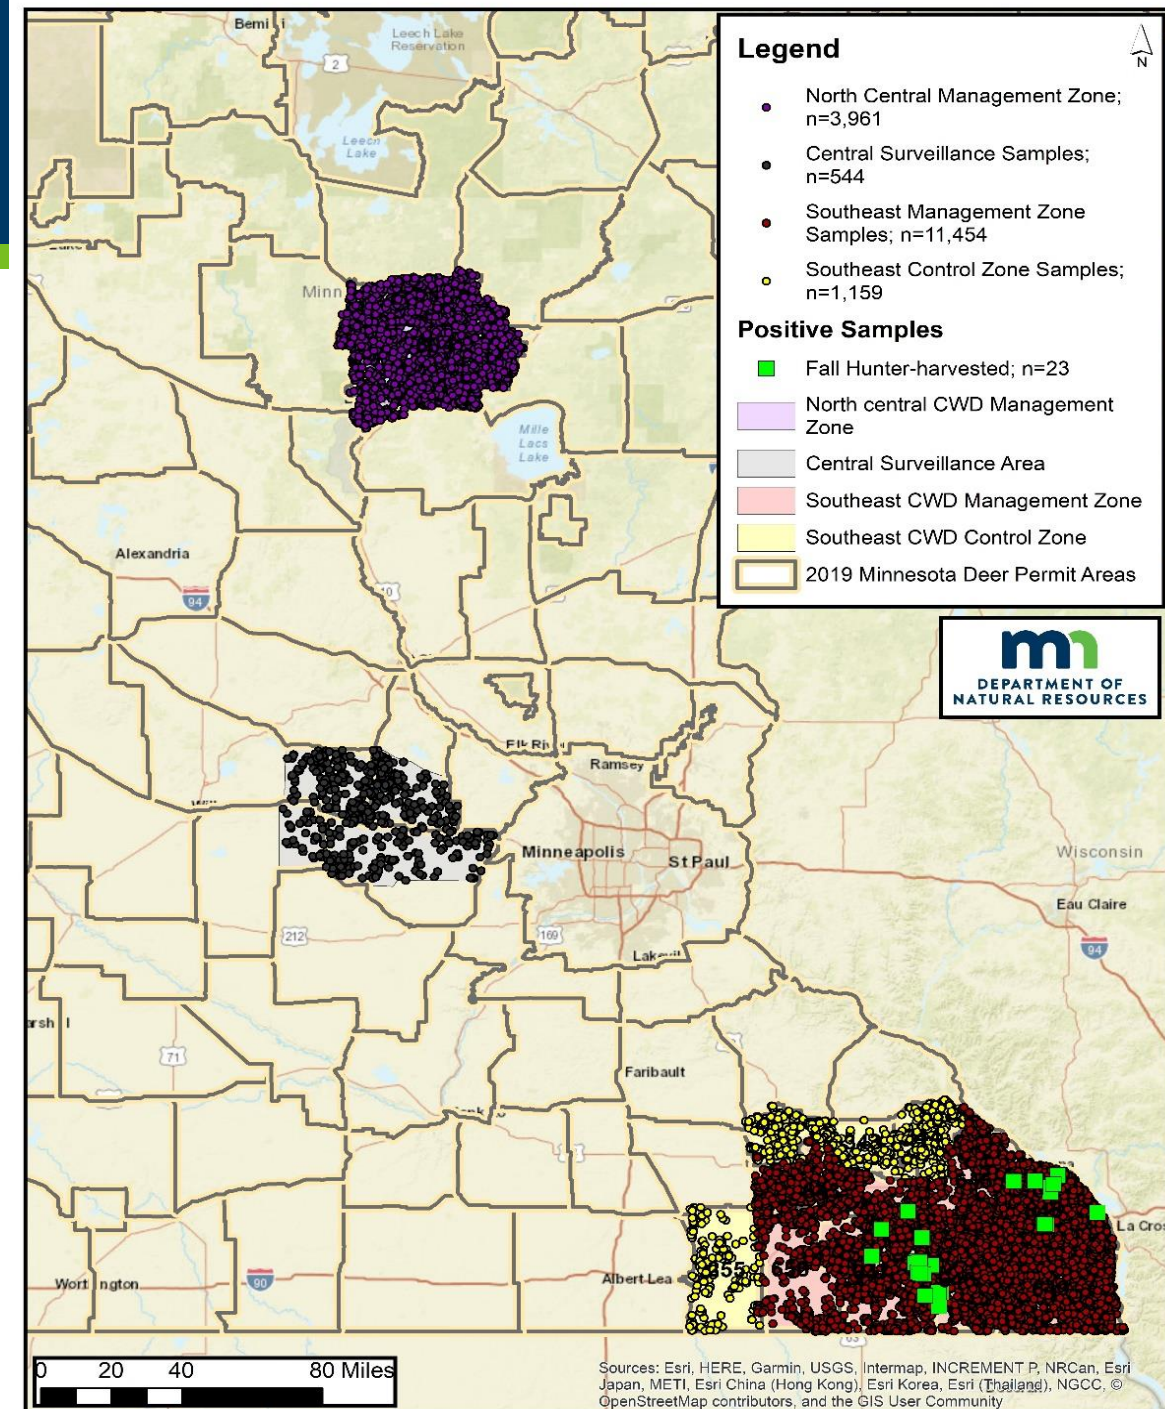 Legend
N
North Central Management Zone;
n=3,961
Central Surveillance Samples;
n=544
Southeast Management Zone
Samples; n=11,454
Southeast Control Zone Samples;
n=1,159
Positive Samples
Fall Hunter-harvested; n=23
North central CWD Management
Zone
Central Surveillance Area
Southeast CWD Management Zone
Southeast CWD Control Zone
2019 Minnesota Deer Permit Areas
mn
DEPARTMENT OF
NATURAL RESOURCES
Leech Lake
Reservation
2
Leech
Lake
Minn
Mille
Lacs
Lake
Alexandria
94
10
Ramsey
Minneapolis
St Paul
Wisconsin
Eau Claire
94
212
169
71
Faribault
La Cros
355
Albert Lea
90
0 20 40 80 Miles
Sources: Esri, HERE, Garmin, USGS, Intermap, INCREMENT P, NRCan, Esri
Japan, METI, Esri China (Hong Kong), Esri Korea, Esri (Thailand), NGCC, ©
OpenStreetMap contributors, and the GIS User Community